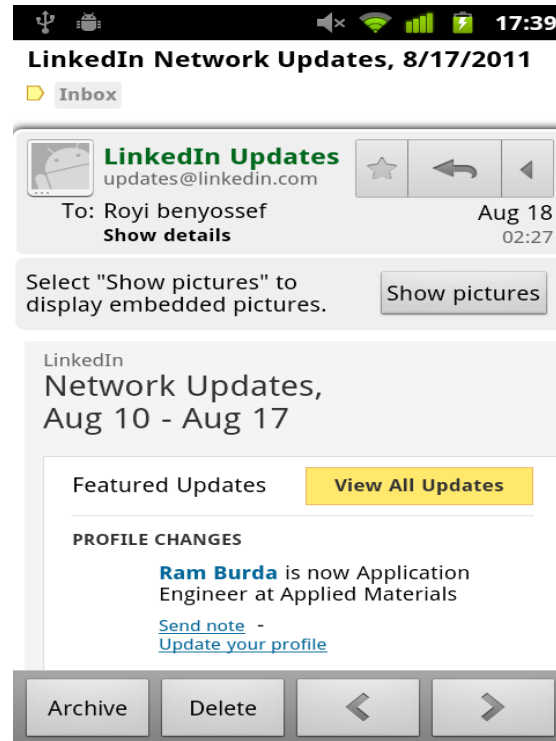 17:39
LinkedIn Network Updates, 8/17/2011
Inbox
LinkedIn Updates
updates@linkedin.com
To: Royi benyossef
Aug 18
Show details
02:27
Select "Show pictures" to
display embedded pictures.
Show pictures
LinkedIn
Network Updates,
Aug 10 - Aug 17
Featured Updates
View All Updates
PROFILE CHANGES
Ram Burda is now Application
Engineer at Applied Materials
Send note -
Update your profile
Archive
Delete